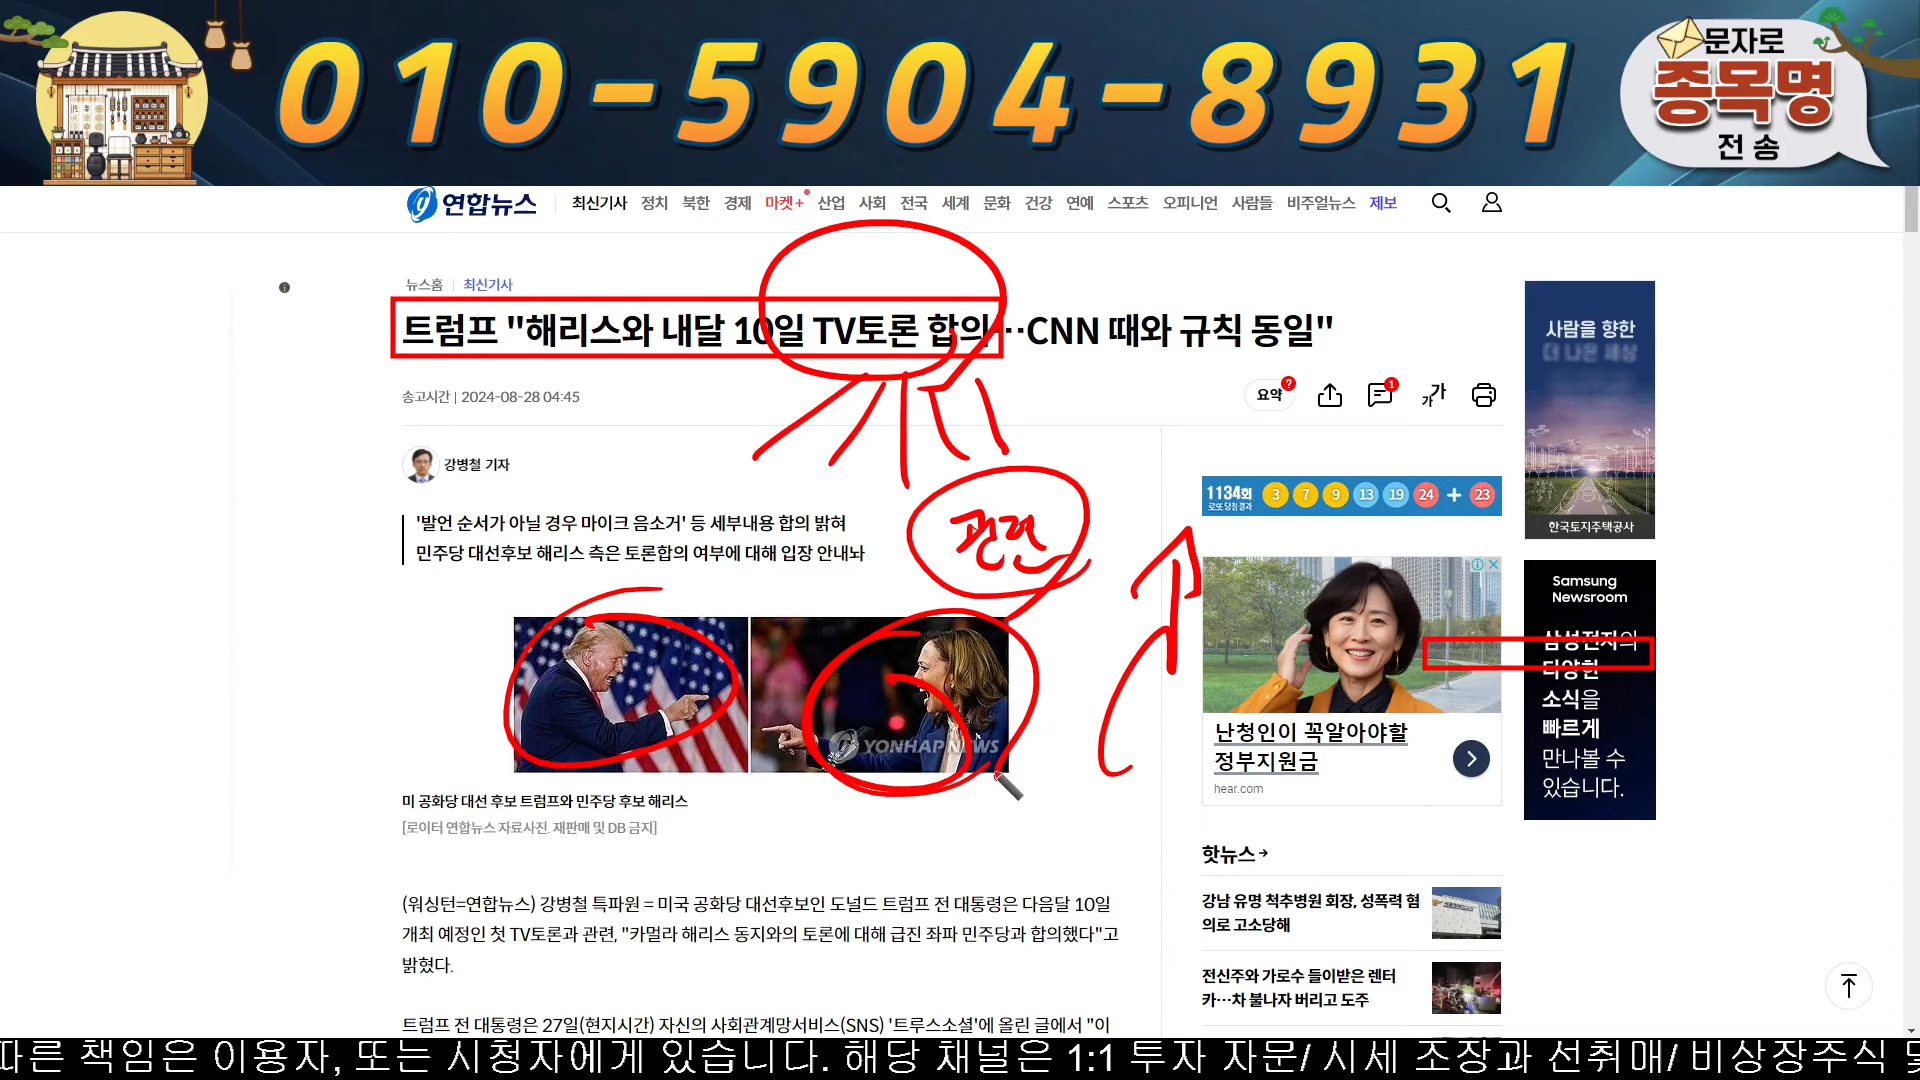 010-5904-8931
문자로
종목명
전 송
연합뉴스
최신기사 정치 북한 경제 마켓+ 산업 사회 전국 세계 문화 건강 연예 스포츠 오피니언 사람들 비주얼뉴스 제보
뉴스홈 | 최신기사
트럼프 "해리스와 내달 10일 TV토론 합의…CNN 때와 규칙 동일"
송고시간 | 2024-08-28 04:45
요약
?
1
가가
강병철 기자
'발언 순서가 아닐 경우 마이크 음소거' 등 세부내용 합의 밝혀
민주당 대선후보 해리스 측은 토론합의 여부에 대해 입장 안내놔
관련
YONHAP NEWS
미 공화당 대선 후보 트럼프와 민주당 후보 해리스
[로이터 연합뉴스 자료사진. 재판매 및 DB 금지]
(워싱턴=연합뉴스) 강병철 특파원 = 미국 공화당 대선후보인 도널드 트럼프 전 대통령은 다음달 10일
개최 예정인 첫 TV토론과 관련, "카멀라 해리스 동지와의 토론에 대해 급진 좌파 민주당과 합의했다"고
밝혔다.
트럼프 전 대통령은 27일(현지시간) 자신의 사회관계망서비스(SNS) '트루스소셜'에 올린 글에서 "이
1134회
로또 당첨결과
3 7 9 13 19 24 + 23
난청인이 꼭알아야할
정부지원금
hear.com
핫뉴스
강남 유명 척추병원 회장, 성폭력 혐
의로 고소당해
전신주와 가로수 들이받은 렌터
카…차 불나자 버리고 도주
사람을 향한
더 나은 세상
한국토지주택공사
Samsung
Newsroom
삼성전자의
다양한
소식을
빠르게
만나볼 수
있습니다.
따른 책임은 이용자, 또는 시청자에게 있습니다. 해당 채널은 1:1 투자 자문/ 시세 조장과 선취매/ 비상장주식 및